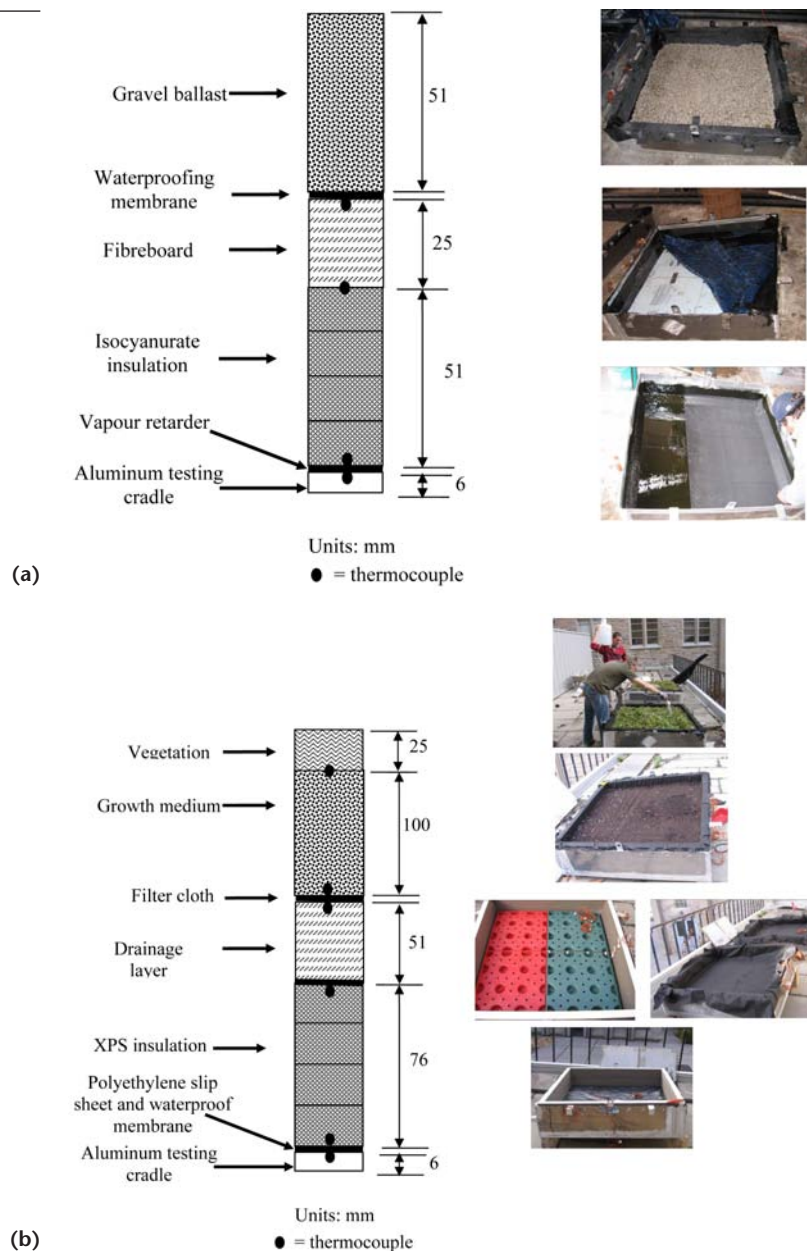 Gravel ballast
51
Waterproofing
membrane
Fibreboard
25
Isocyanurate
insulation
51
Vapour retarder
Aluminum testing
cradle
6
Units: mm
● = thermocouple
(a)
Vegetation
25
Growth medium
100
Filter cloth
Drainage
layer
51
XPS insulation
76
Polyethylene slip
sheet and waterproof
membrane
Aluminum testing
cradle
6
Units: mm
● = thermocouple
(b)